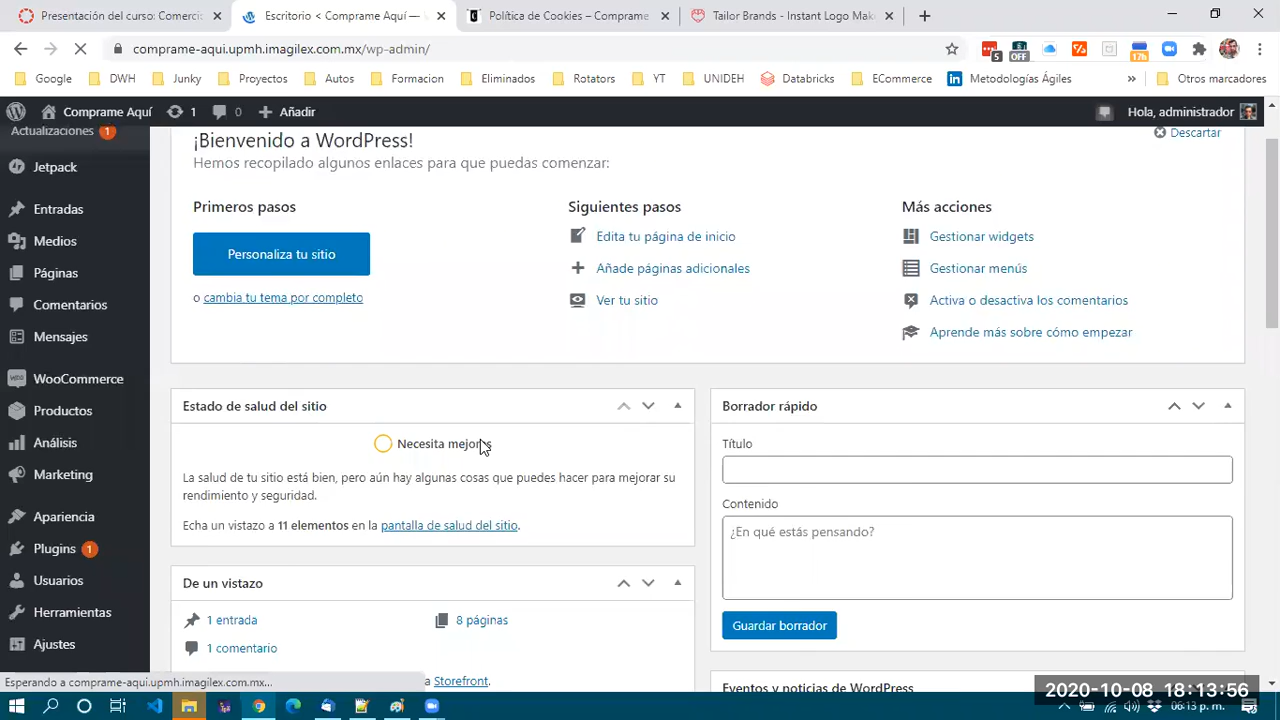 Presentación del curso: Comerci
Escritorio < Comprame Aquí —
Política de Cookies – Comprame
Tailor Brands - Instant Logo Mak
comprame-aqui.upmh.imagilex.com.mx/wp-admin/
5
OFF
17h
Google
DWH
Junky
Proyectos
Autos
Formacion
Eliminados
Rotators
YT
UNIDEH
Databricks
ECommerce
Metodologías Ágiles
»
Otros marcadores
Comprame Aquí
1
0
Añadir
Hola, administrador
Actualizaciones 1
Jetpack
Entradas
Medios
Páginas
Comentarios
Mensajes
WooCommerce
Productos
Análisis
Marketing
Apariencia
Plugins 1
Usuarios
Herramientas
Ajustes
¡Bienvenido a WordPress!
Descartar
Hemos recopilado algunos enlaces para que puedas comenzar:
Primeros pasos
Personaliza tu sitio
o cambia tu tema por completo
Siguientes pasos
Edita tu página de inicio
Añade páginas adicionales
Ver tu sitio
Más acciones
Gestionar widgets
Gestionar menús
Activa o desactiva los comentarios
Aprende más sobre cómo empezar
Estado de salud del sitio
Necesita mejoras
La salud de tu sitio está bien, pero aún hay algunas cosas que puedes hacer para mejorar su
rendimiento y seguridad.
Echa un vistazo a 11 elementos en la pantalla de salud del sitio.
De un vistazo
1 entrada
8 páginas
1 comentario
a Storefront.
Borrador rápido
Título
Contenido
¿En qué estás pensando?
Guardar borrador
Eventos y noticias de WordPress
Esperando a comprame-aqui.upmh.imagilex.com.mx...
2020-10-08 18:13:56
06:13 p. m.